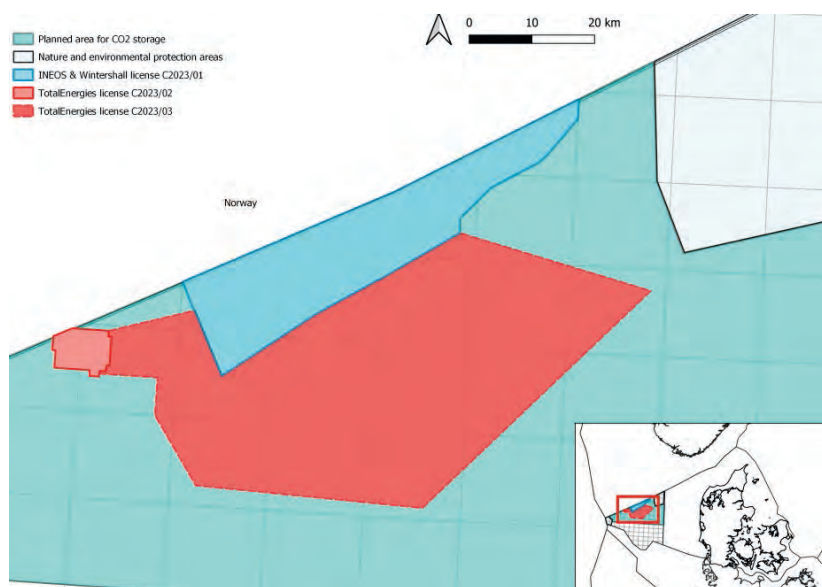 Planned area for CO2 storage
Nature and environmental protection areas
INEOS & Wintershall license C2023/01
TotalEnergies license C2023/02
TotalEnergies license C2023/03
0 10 20 km
Norway